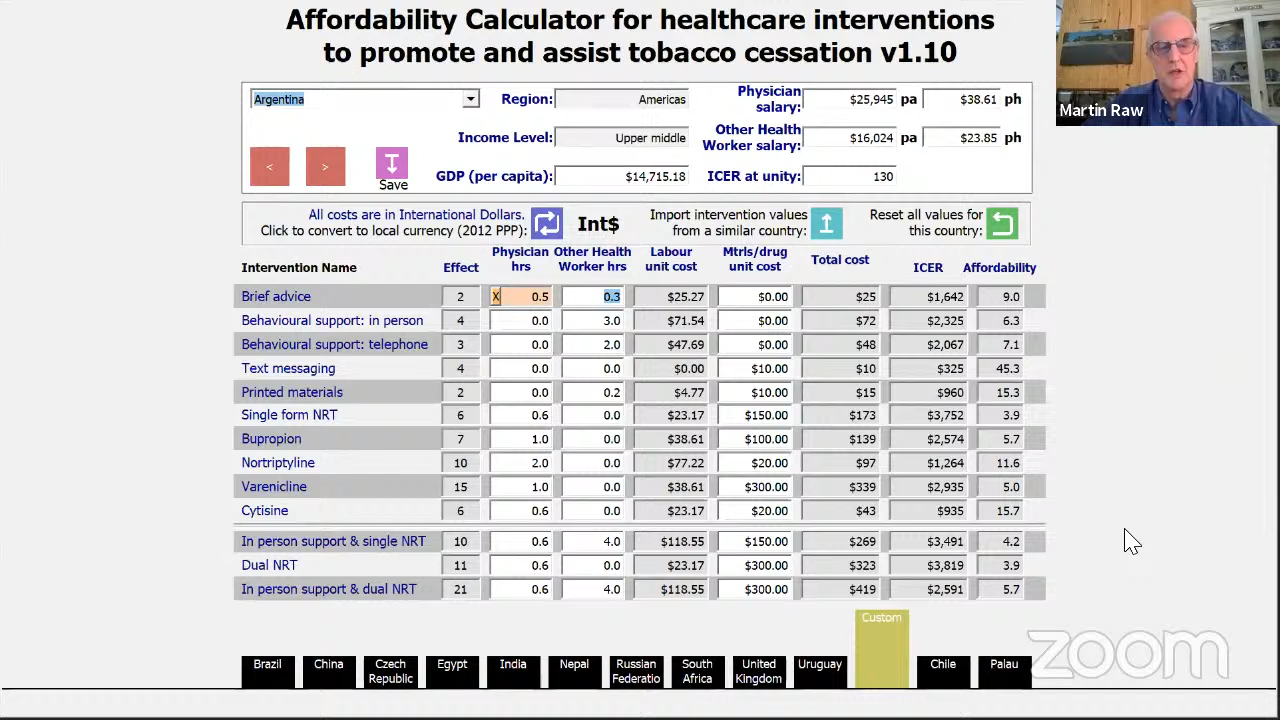 Affordability Calculator for healthcare interventions
to promote and assist tobacco cessation v1.10
Martin Raw
Argentina
Region: Americas
Physician salary: $25,945 pa $38.61 ph
Income Level: Upper middle
Other Health Worker salary: $16,024 pa $23.85 ph
< > Save
GDP (per capita): $14,715.18
ICER at unity: 130
All costs are in International Dollars.
Click to convert to local currency (2012 PPP): Int$
Import intervention values
from a similar country:
Reset all values for
this country:
Intervention Name Effect Physician hrs Other Health Worker hrs Labour unit cost Mtrls/drug unit cost Total cost ICER Affordability
Brief advice 2 X 0.5 0.3 $25.27 $0.00 $25 $1,642 9.0
Behavioural support: in person 4 0.0 3.0 $71.54 $0.00 $72 $2,325 6.3
Behavioural support: telephone 3 0.0 2.0 $47.69 $0.00 $48 $2,067 7.1
Text messaging 4 0.0 0.0 $0.00 $10.00 $10 $325 45.3
Printed materials 2 0.0 0.2 $4.77 $10.00 $15 $960 15.3
Single form NRT 6 0.6 0.0 $23.17 $150.00 $173 $3,752 3.9
Bupropion 7 1.0 0.0 $38.61 $100.00 $139 $2,574 5.7
Nortriptyline 10 2.0 0.0 $77.22 $20.00 $97 $1,264 11.6
Varenicline 15 1.0 0.0 $38.61 $300.00 $339 $2,935 5.0
Cytisine 6 0.6 0.0 $23.17 $20.00 $43 $935 15.7
In person support & single NRT 10 0.6 4.0 $118.55 $150.00 $269 $3,491 4.2
Dual NRT 11 0.6 0.0 $23.17 $300.00 $323 $3,819 3.9
In person support & dual NRT 21 0.6 4.0 $118.55 $300.00 $419 $2,591 5.7
Custom
Brazil China Czech Republic Egypt India Nepal Russian Federatio South Africa United Kingdom Uruguay Chile Palau
zoom